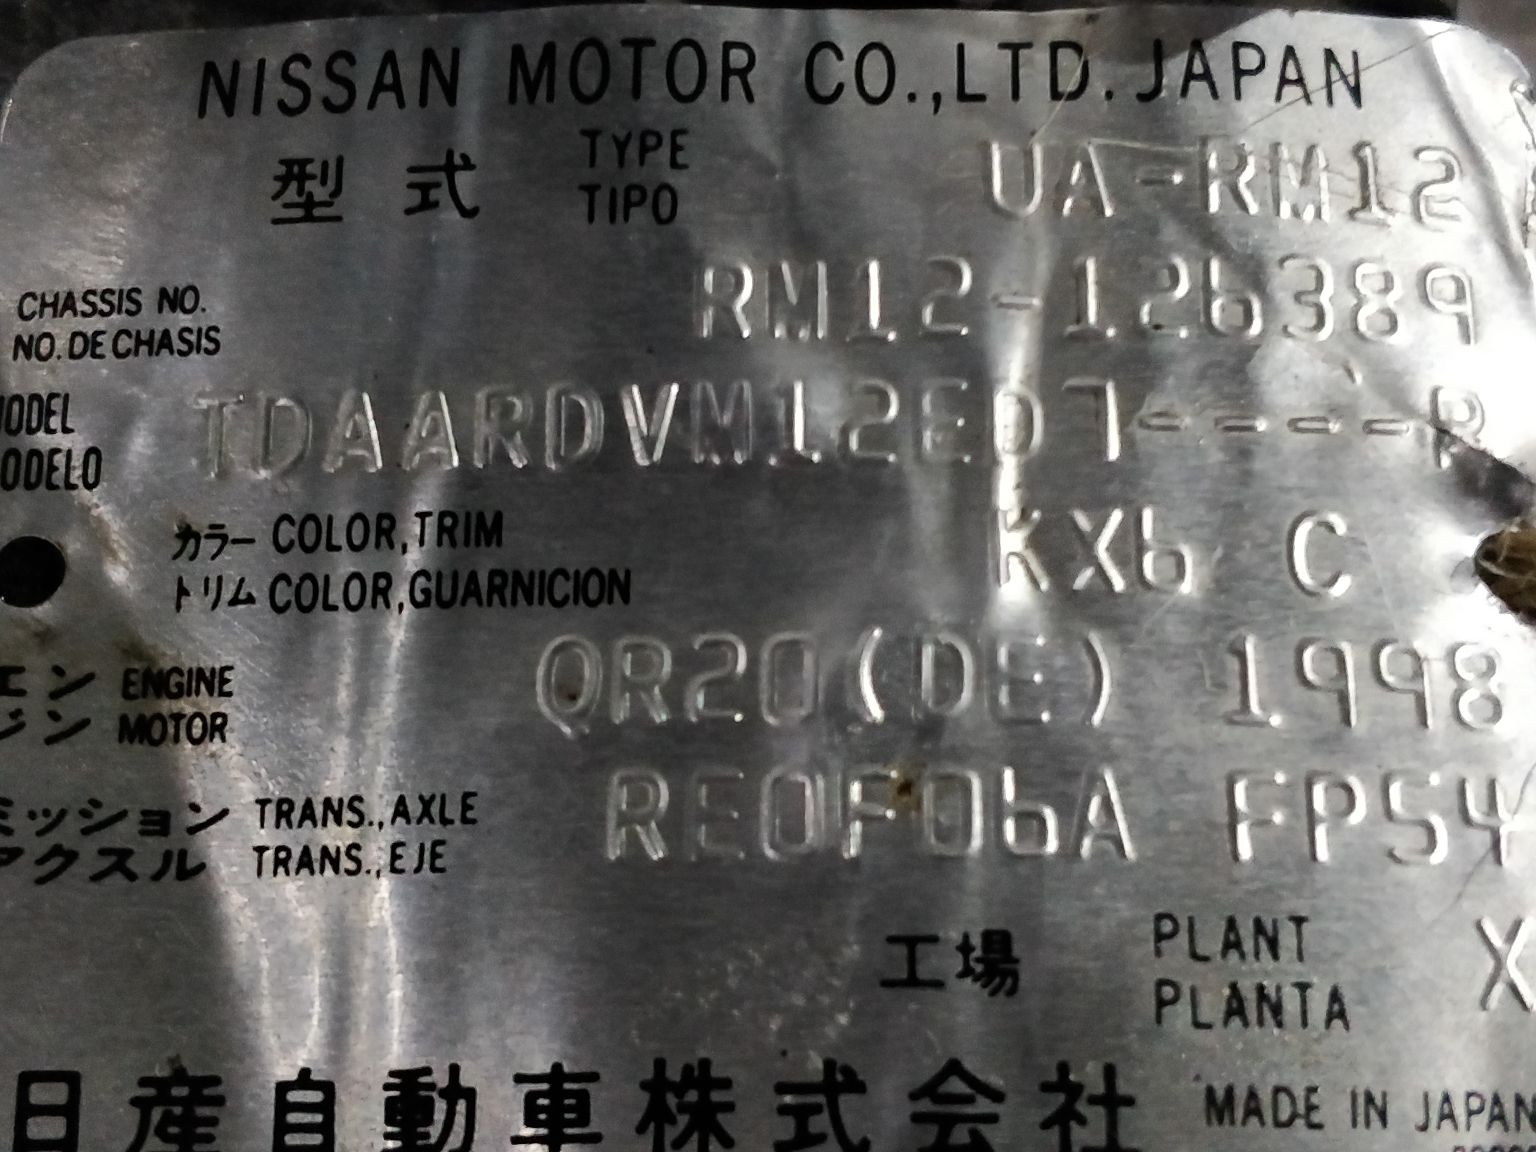 NISSAN MOTOR CO.,LTD.JAPAN
型 式 TYPE UA-RM12
TIPO
CHASSIS NO. RM12-126389
NO. DE CHASIS
MODEL TDAARDVM12ED7----R
MODELO
カラー COLOR,TRIM KX6 C
トリム COLOR,GUARNICION
エン ENGINE QR20(DE) 1998
ジン MOTOR
ミッション TRANS.,AXLE RE0F06A FP54
アクスル TRANS.,EJE
工場 PLANT X
PLANTA
日産自動車株式会社 MADE IN JAPAN